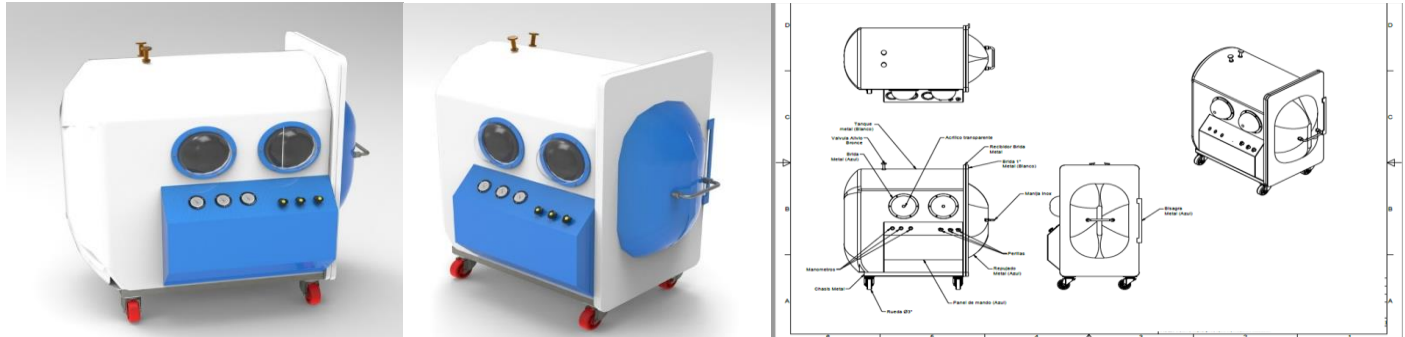 D
D
C
C
Tanque
metal (Blanco)
Valvula Alivio
Bronce
Brida
Metal (Azul)
Acrilico Transparente
Recibidor Brida
Metal
Brida 1"
Metal (Blanco)
Manija Inox
B
B
Bisagra
Metal (Azul)
Manometros
Perillas
Repujado
Metal (Azul)
Chasis Metal
Panel de mando (Azul)
Rueda Ø3"
A
A